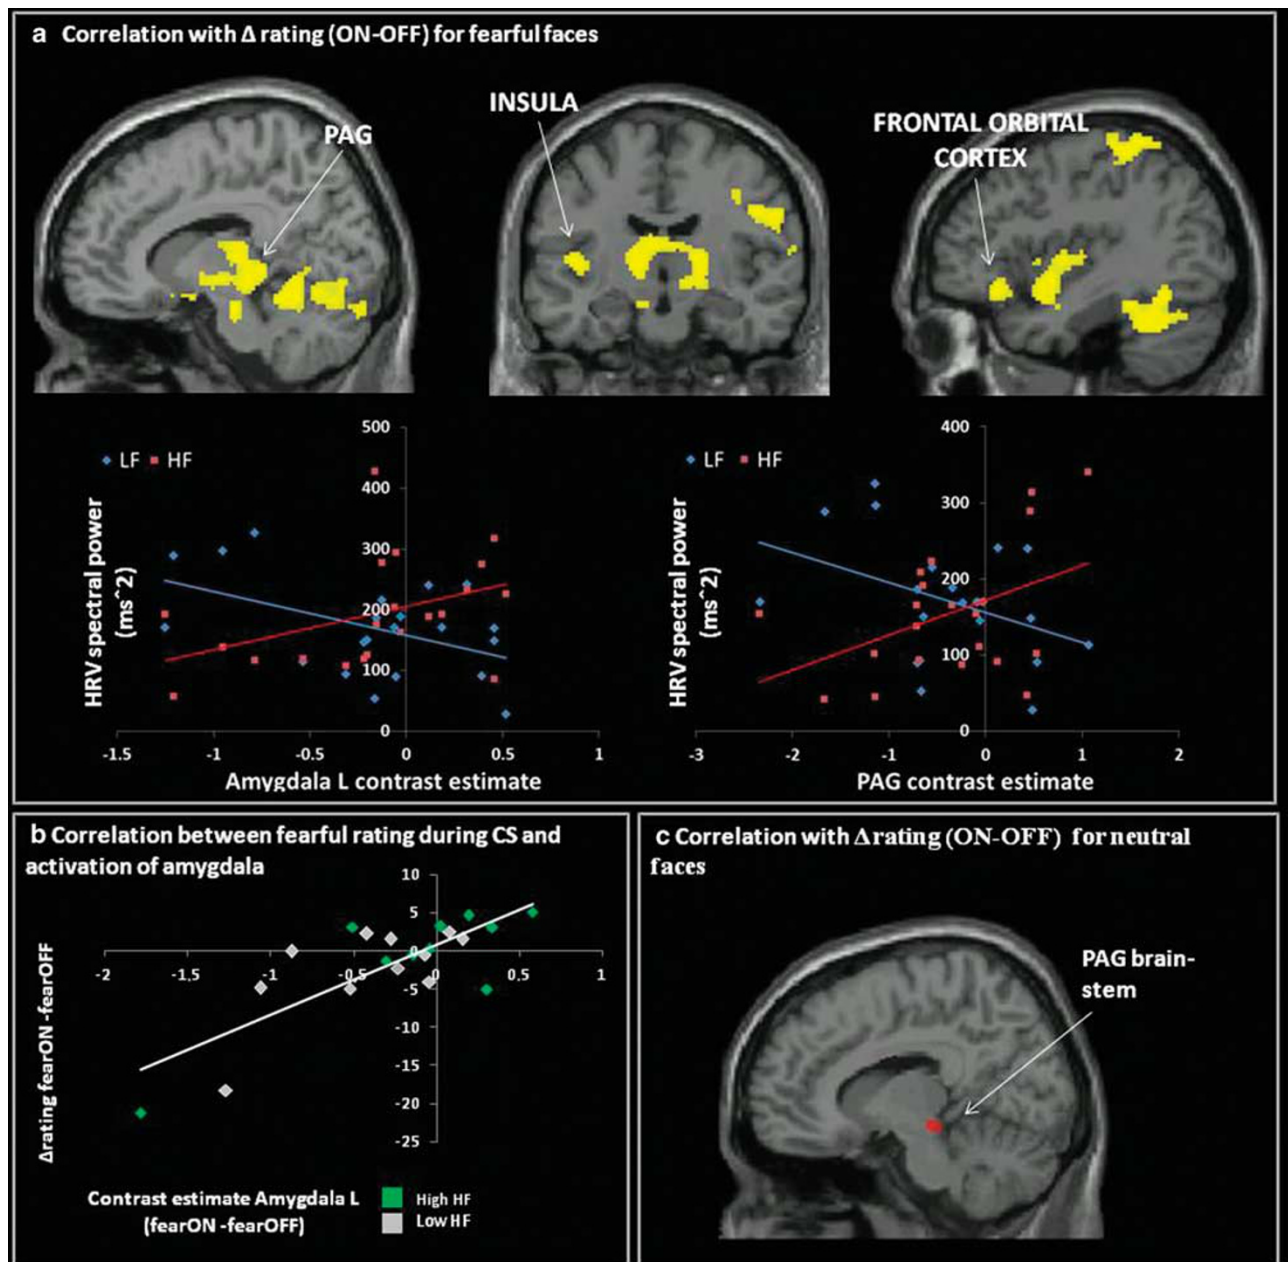 a Correlation with Δ rating (ON-OFF) for fearful faces
PAG
INSULA
FRONTAL ORBITAL
CORTEX
LF HF
HRV spectral power
(ms^2)
500
400
300
200
100
0
-1.5 -1 -0.5 0 0.5 1
Amygdala L contrast estimate
LF HF
HRV spectral power
(ms^2)
400
300
200
100
0
-3 -2 -1 0 1 2
PAG contrast estimate
b Correlation between fearful rating during CS and
activation of amygdala
Δrating fearON -fearOFF
10
5
0
-5
-10
-15
-20
-25
-2 -1,5 -1 -0,5 0 0,5 1
Contrast estimate Amygdala L
(fearON -fearOFF)
High HF
Low HF
c Correlation with Δrating (ON-OFF) for neutral
faces
PAG brain-
stem